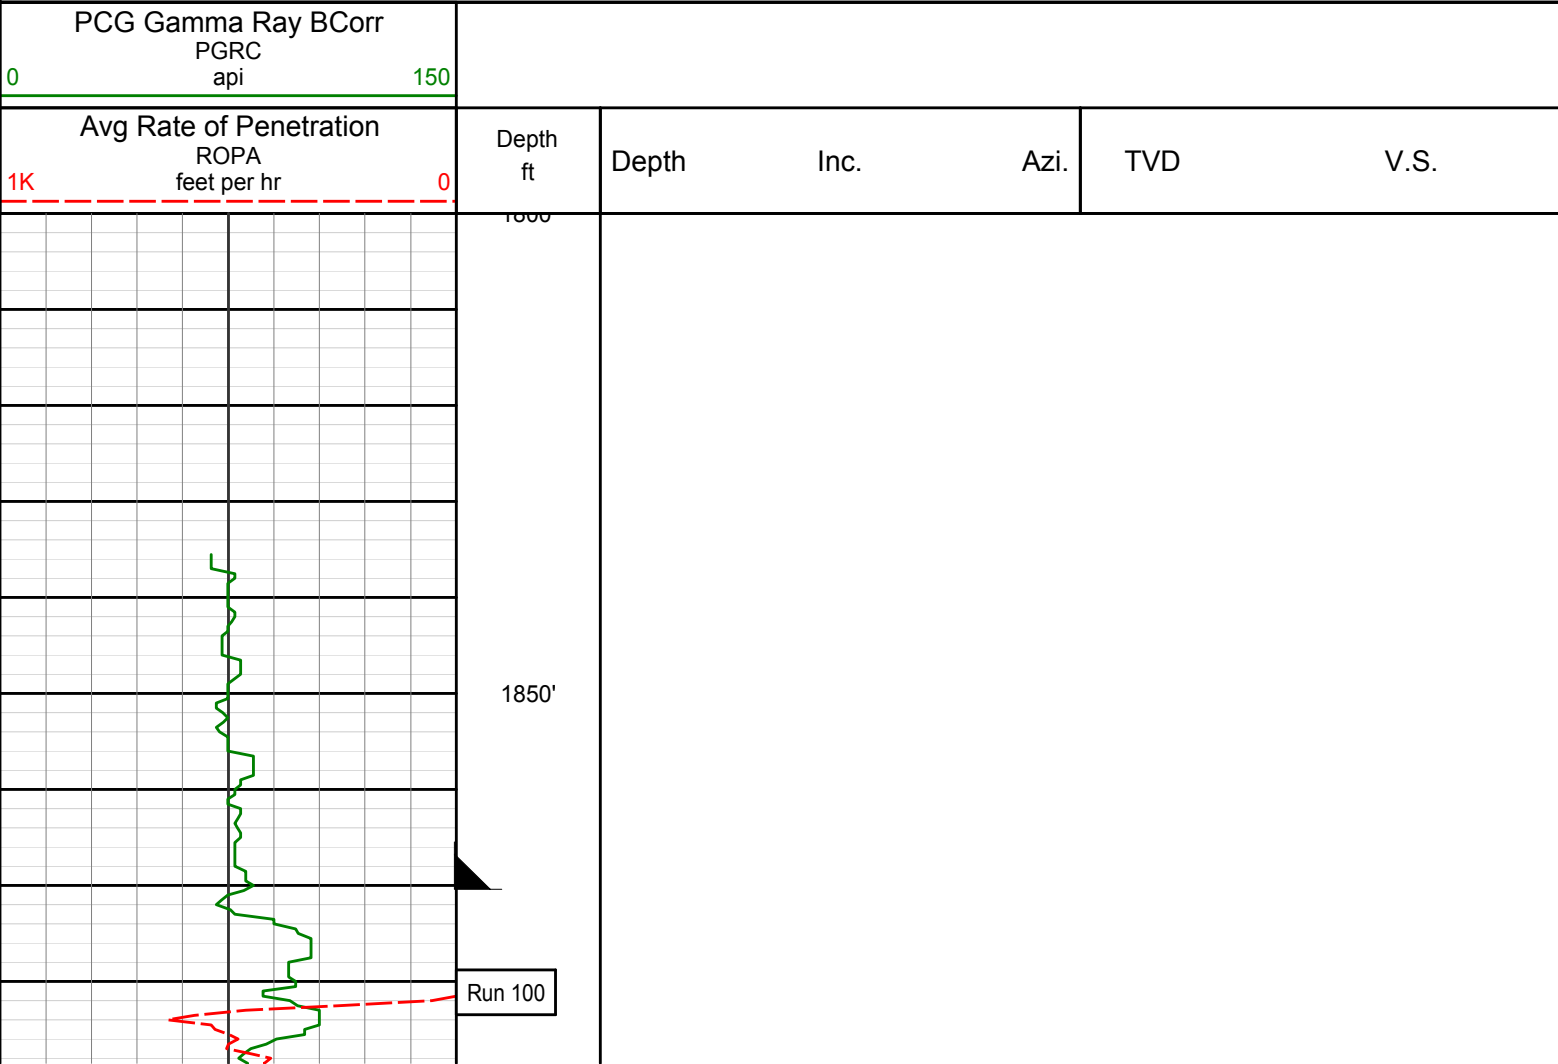 PCG Gamma Ray BCorr
PGRC
0 api 150
Avg Rate of Penetration
ROPA
1K feet per hr 0
Depth
ft
Depth Inc. Azi. TVD V.S.
1800
1850'
Run 100